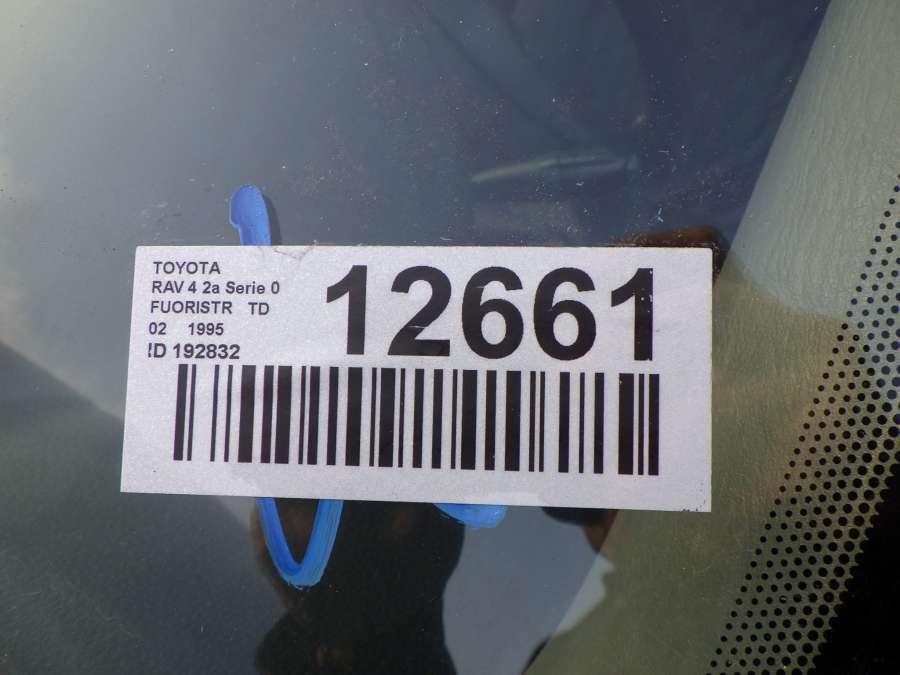 TOYOTA
RAV 4 2a Serie 0
FUORISTR TD
02 1995
ID 192832
12661